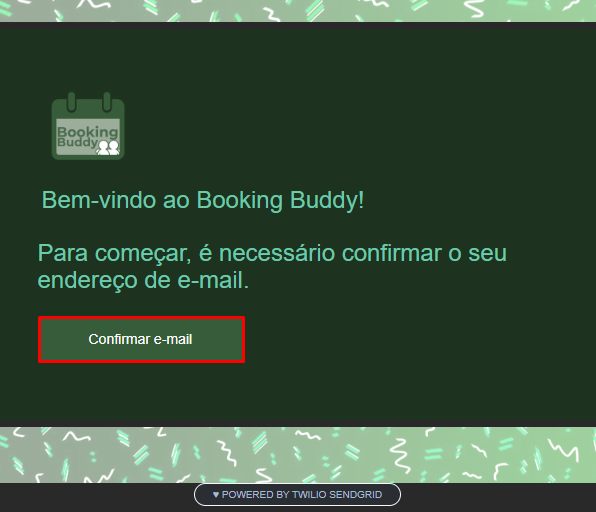 Booking
Buddy
Bem-vindo ao Booking Buddy!
Para começar, é necessário confirmar o seu
endereço de e-mail.
Confirmar e-mail
♥ POWERED BY TWILIO SENDGRID